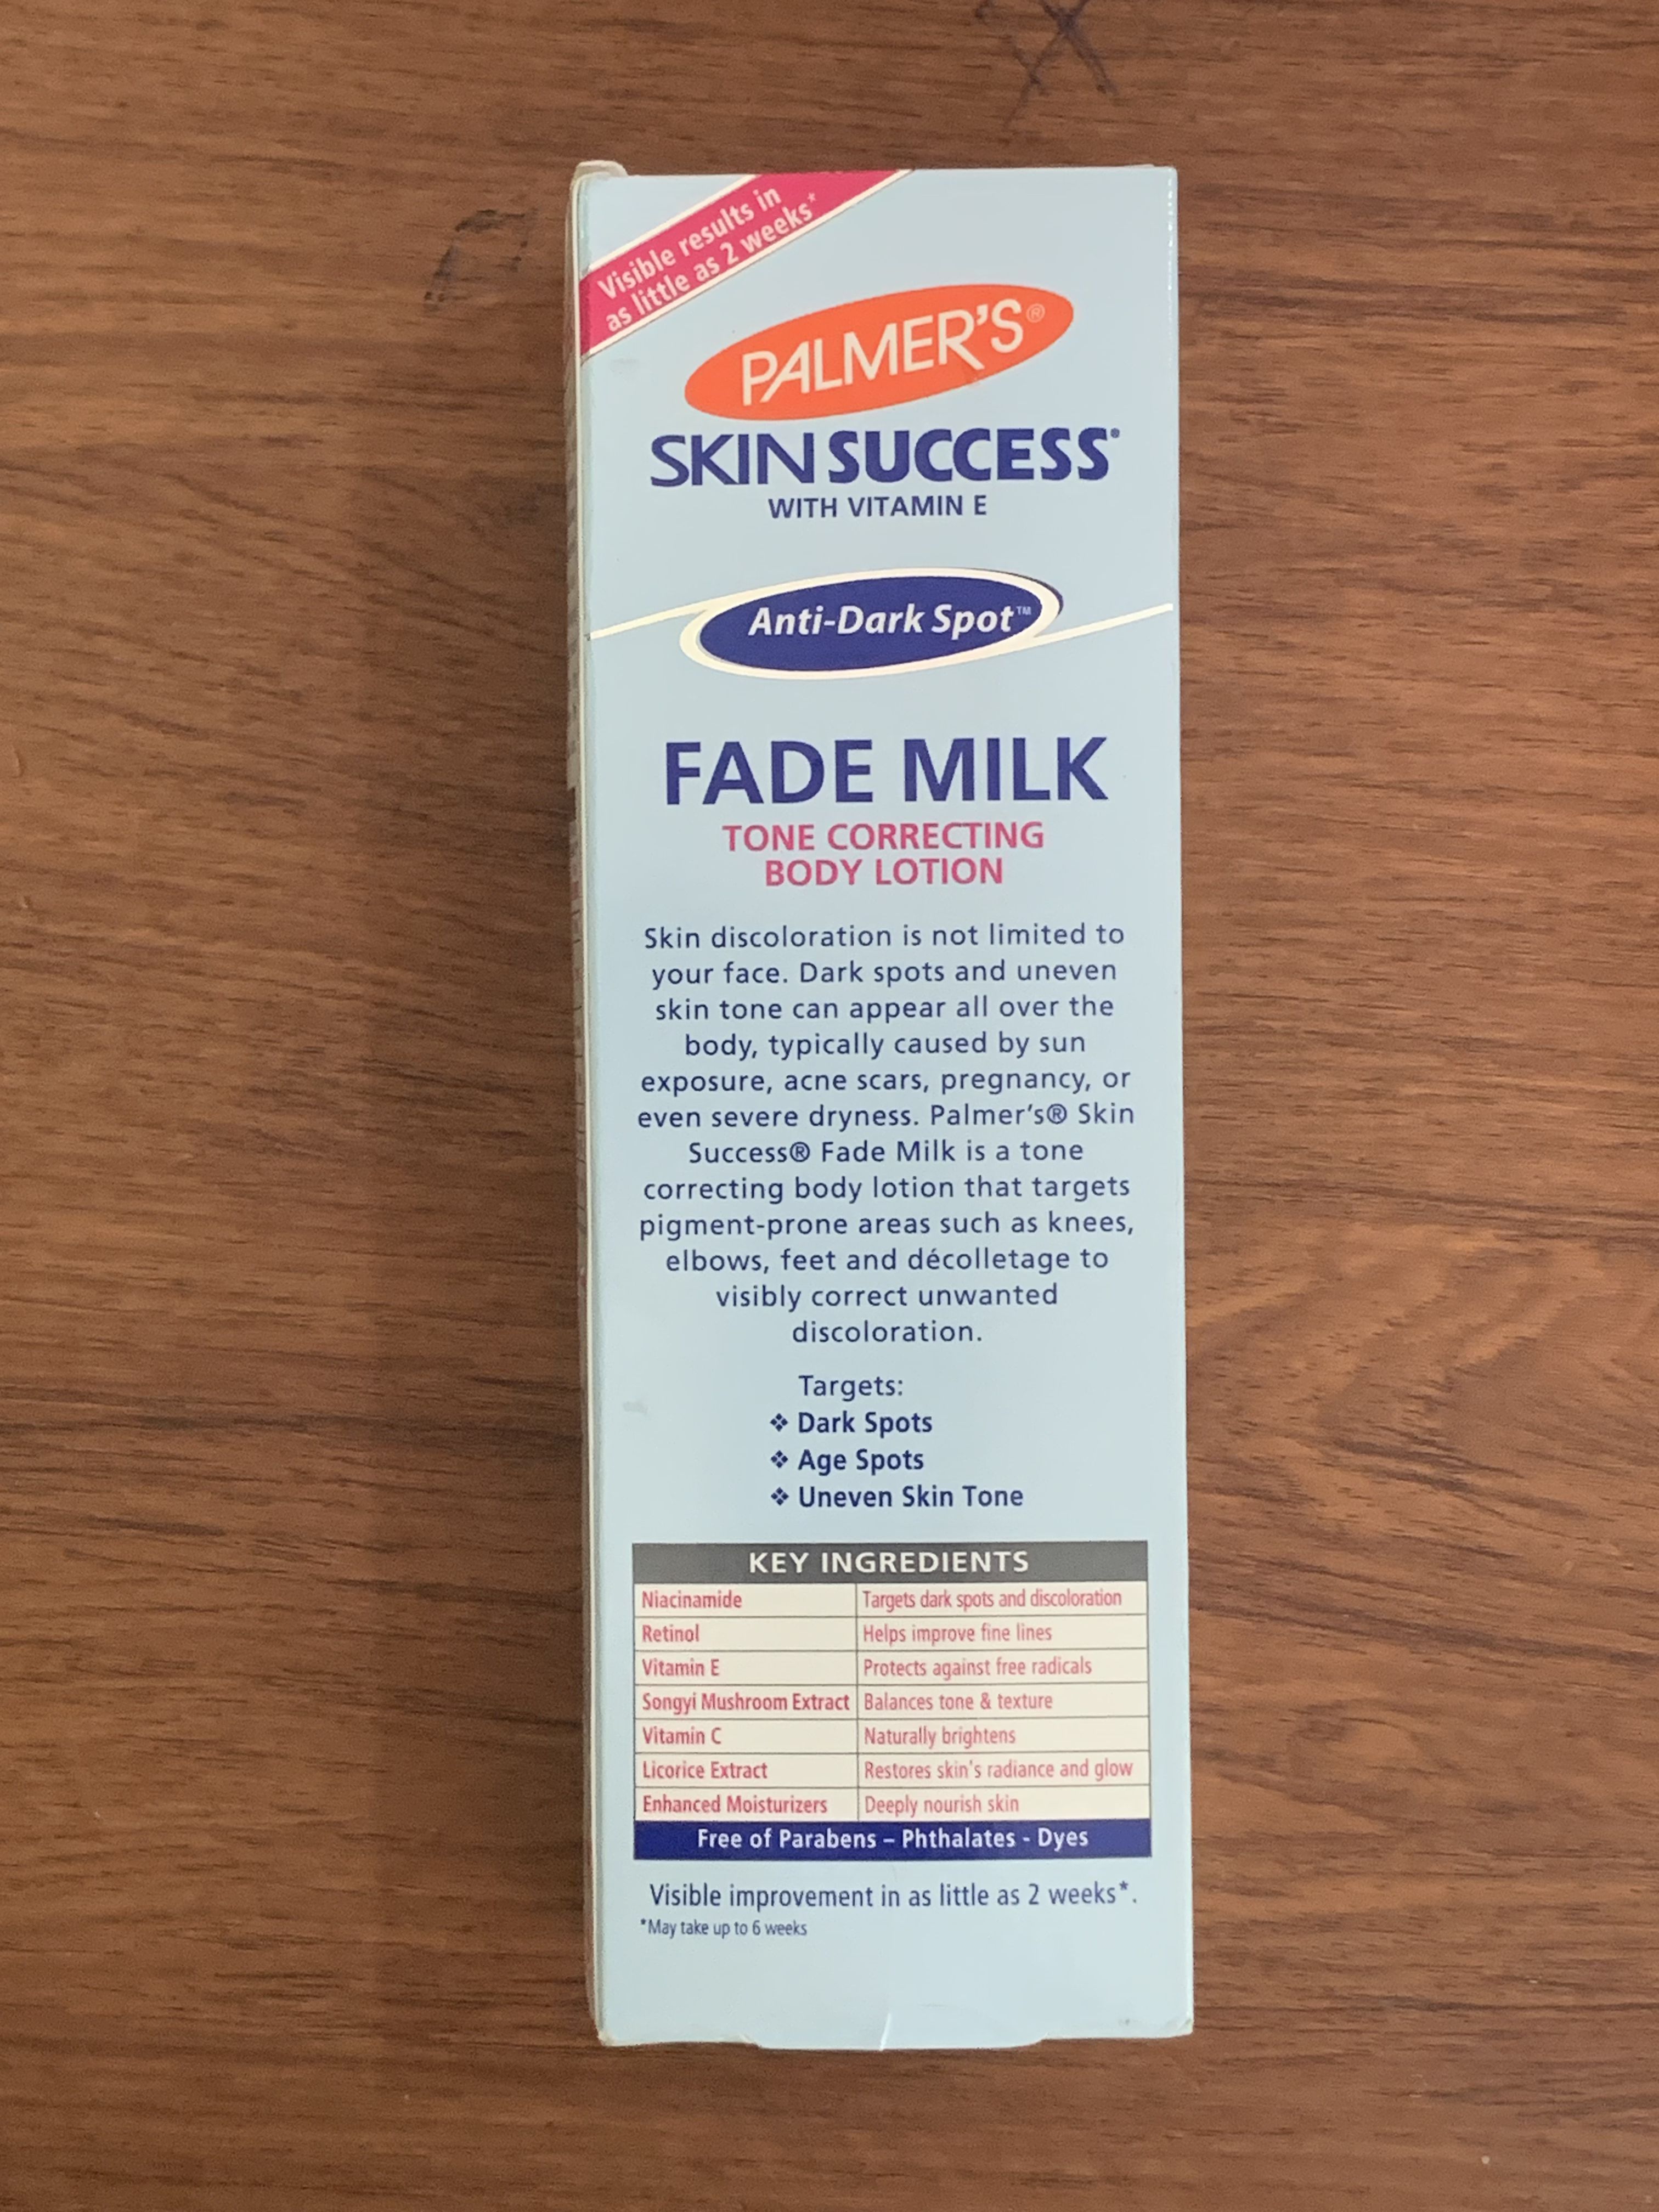 Visible results in
as little as 2 weeks*
PALMER'S®
SKIN SUCCESS®
WITH VITAMIN E
Anti-Dark Spot™
FADE MILK
TONE CORRECTING
BODY LOTION
Skin discoloration is not limited to
your face. Dark spots and uneven
skin tone can appear all over the
body, typically caused by sun
exposure, acne scars, pregnancy, or
even severe dryness. Palmer's® Skin
Success® Fade Milk is a tone
correcting body lotion that targets
pigment-prone areas such as knees,
elbows, feet and décolletage to
visibly correct unwanted
discoloration.
Targets:
❖ Dark Spots
❖ Age Spots
❖ Uneven Skin Tone
KEY INGREDIENTS
Niacinamide Targets dark spots and discoloration
Retinol Helps improve fine lines
Vitamin E Protects against free radicals
Songyi Mushroom Extract Balances tone & texture
Vitamin C Naturally brightens
Licorice Extract Restores skin's radiance and glow
Enhanced Moisturizers Deeply nourish skin
Free of Parabens – Phthalates - Dyes
Visible improvement in as little as 2 weeks*.
*May take up to 6 weeks